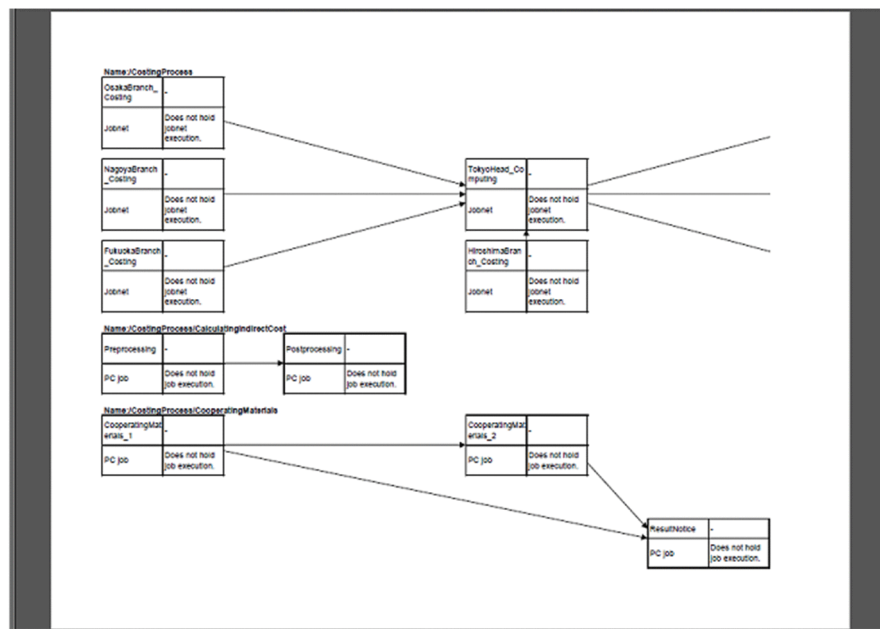 Name:/CostingProcess
OsakaBranch_
Costing
-
Jobnet
Does not hold
jobnet
execution.
NagoyaBranch
_Costing
-
Jobnet
Does not hold
jobnet
execution.
TokyoHead_Co
mputing
-
Jobnet
Does not hold
jobnet
execution.
FukuokaBranch
_Costing
-
Jobnet
Does not hold
jobnet
execution.
HiroshimaBran
ch_Costing
-
Jobnet
Does not hold
jobnet
execution.
Name:/CostingProcess/CalculatingIndirectCost
Preprocessing
-
PC job
Does not hold
job execution.
Postprocessing
-
PC job
Does not hold
job execution.
Name:/CostingProcess/CooperatingMaterials
CooperatingMat
erials_1
-
PC job
Does not hold
job execution.
CooperatingMat
erials_2
-
PC job
Does not hold
job execution.
ResultNotice
-
PC job
Does not hold
job execution.